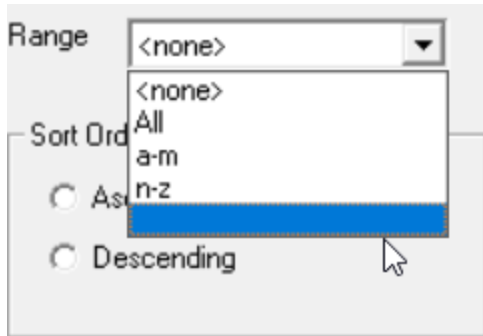 Range
<none>
<none>
All
a-m
n-z
Sort Ord
As
Descending